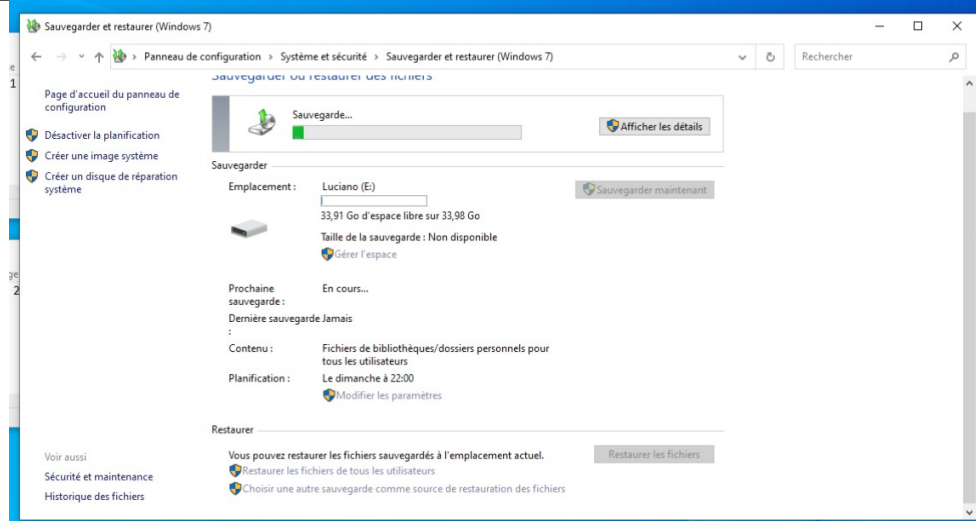 Sauvegarder et restaurer (Windows 7)
Panneau de configuration > Système et sécurité > Sauvegarder et restaurer (Windows 7)
Rechercher
Sauvegarder ou restaurer des fichiers
Page d'accueil du panneau de
configuration
Désactiver la planification
Créer une image système
Créer un disque de réparation
système
Sauvegarde...
Afficher les détails
Sauvegarder
Emplacement :
Luciano (E:)
Sauvegarder maintenant
33,91 Go d'espace libre sur 33,98 Go
Taille de la sauvegarde : Non disponible
Gérer l'espace
Prochaine
sauvegarde :
En cours...
Dernière sauvegarde Jamais
:
Contenu :
Fichiers de bibliothèques/dossiers personnels pour
tous les utilisateurs
Planification :
Le dimanche à 22:00
Modifier les paramètres
Restaurer
Vous pouvez restaurer les fichiers sauvegardés à l'emplacement actuel.
Restaurer les fichiers
Restaurer les fichiers de tous les utilisateurs
Choisir une autre sauvegarde comme source de restauration des fichiers
Voir aussi
Sécurité et maintenance
Historique des fichiers
1
2